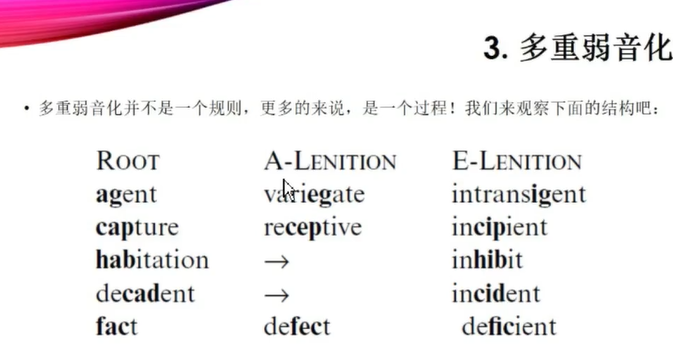 3. 多重弱音化
• 多重弱音化并不是一个规则，更多的来说，是一个过程！我们来观察下面的结构吧：
ROOT A-LENITION E-LENITION
agent variegate intransigent
capture receptive incipient
habitation → inhibit
decadent → incident
fact defect deficient